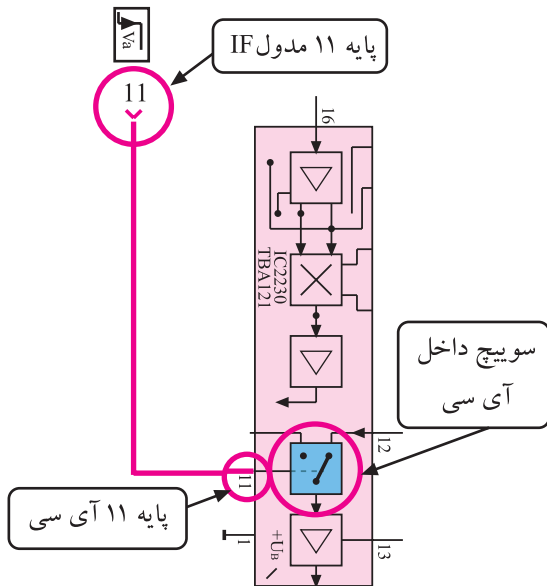 Va
پایه ۱۱ مدول IF
11
16
IC2230
TBA121
سوییچ داخل
آی سی
12
11
پایه ۱۱ آی سی
1
+UB
13